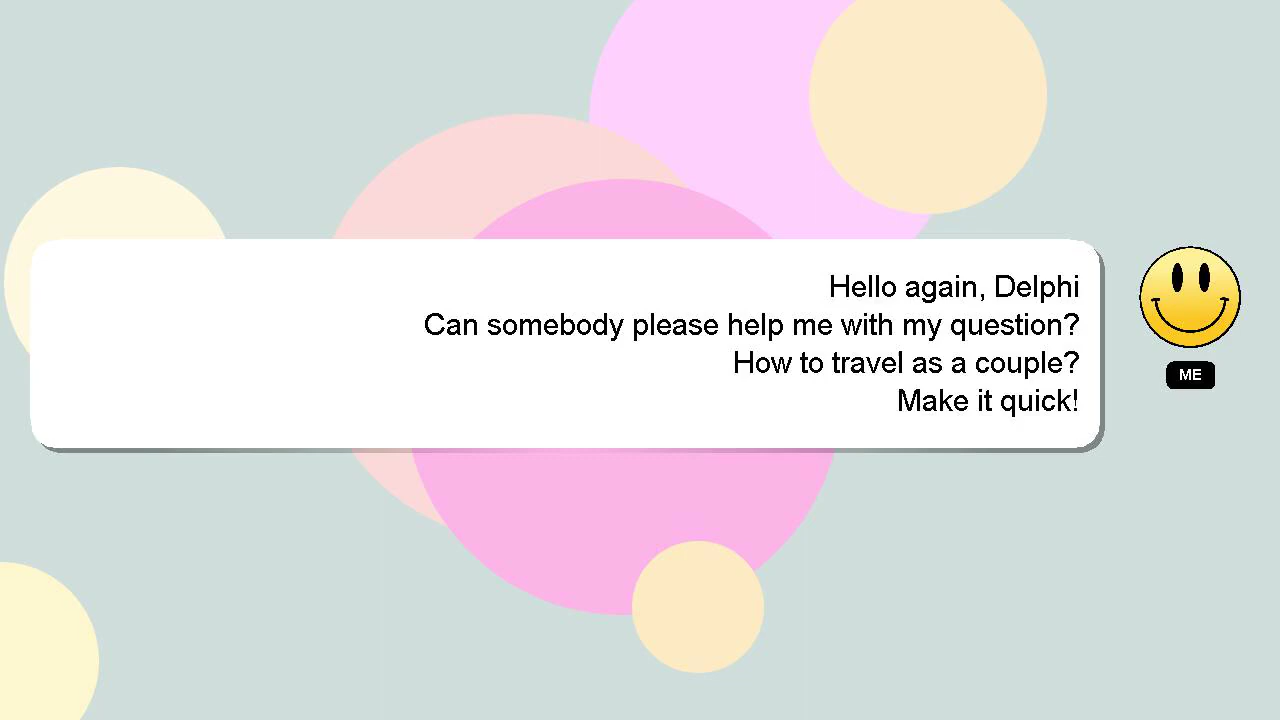 Hello again, Delphi
Can somebody please help me with my question?
How to travel as a couple?
Make it quick!
ME